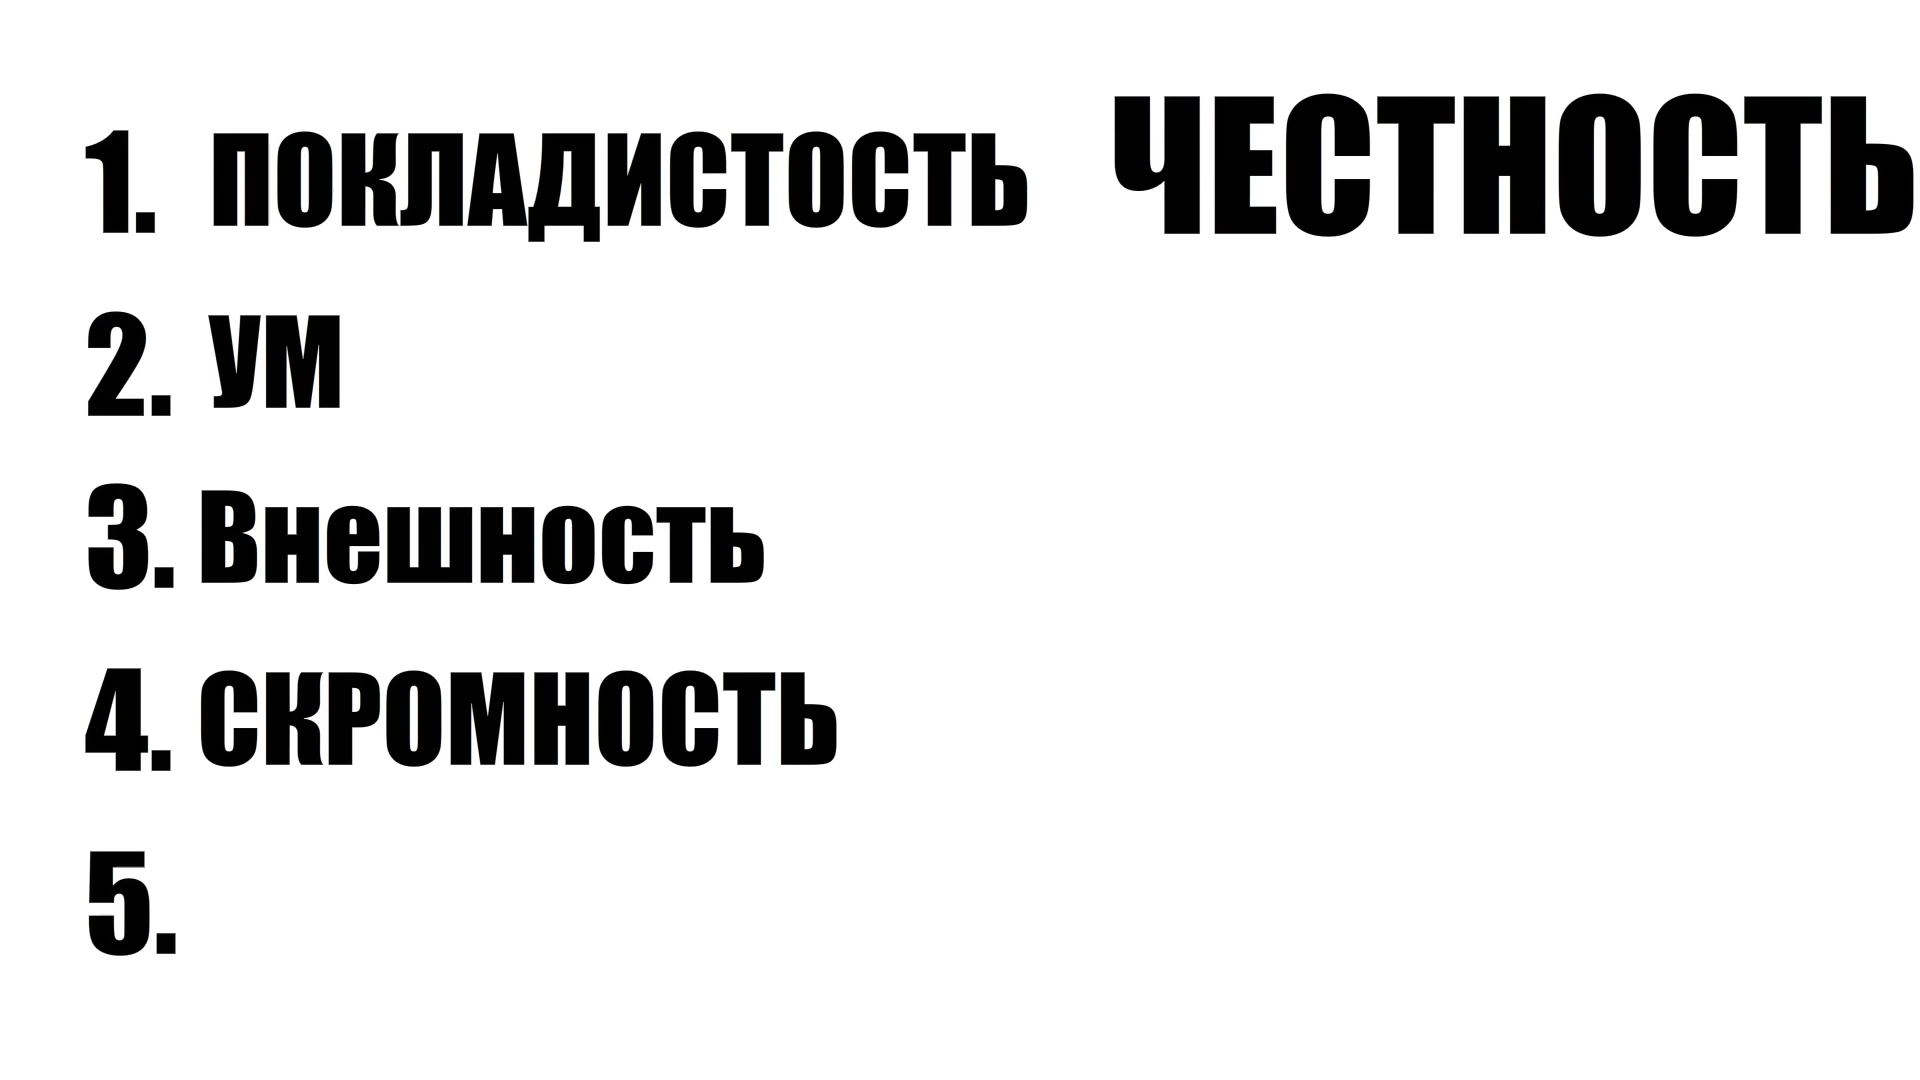 1. ПОКЛАДИСТОСТЬ ЧЕСТНОСТЬ
2. УМ
3. Внешность
4. СКРОМНОСТЬ
5.